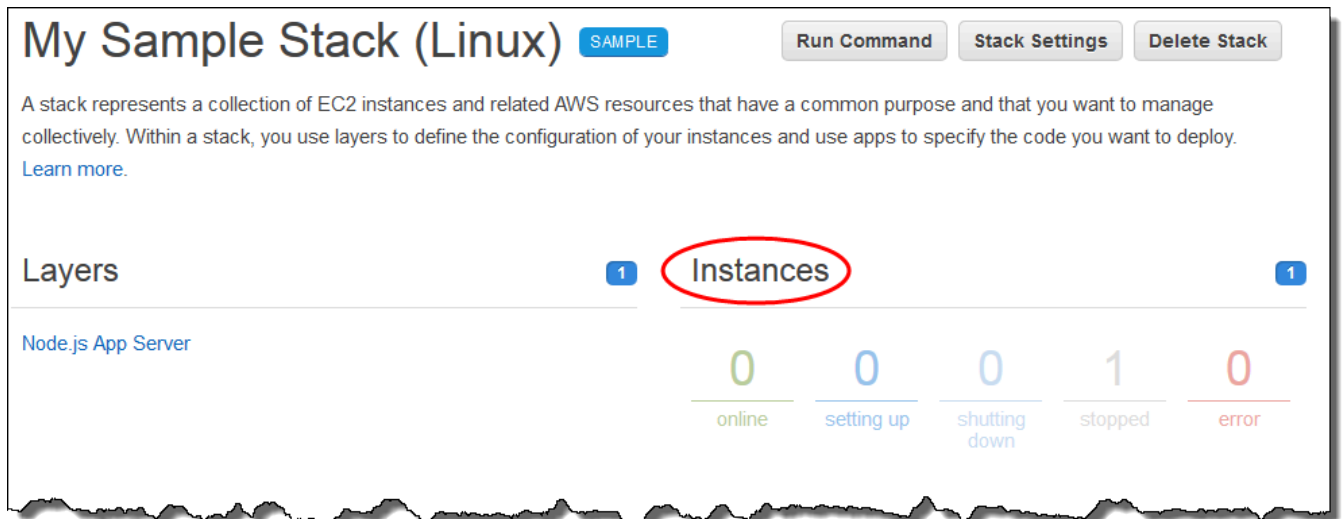 My Sample Stack (Linux) SAMPLE Run Command Stack Settings Delete Stack
A stack represents a collection of EC2 instances and related AWS resources that have a common purpose and that you want to manage
collectively. Within a stack, you use layers to define the configuration of your instances and use apps to specify the code you want to deploy.
Learn more.
Layers 1
Node.js App Server
Instances 1
0 0 0 1 0
online setting up shutting down stopped error